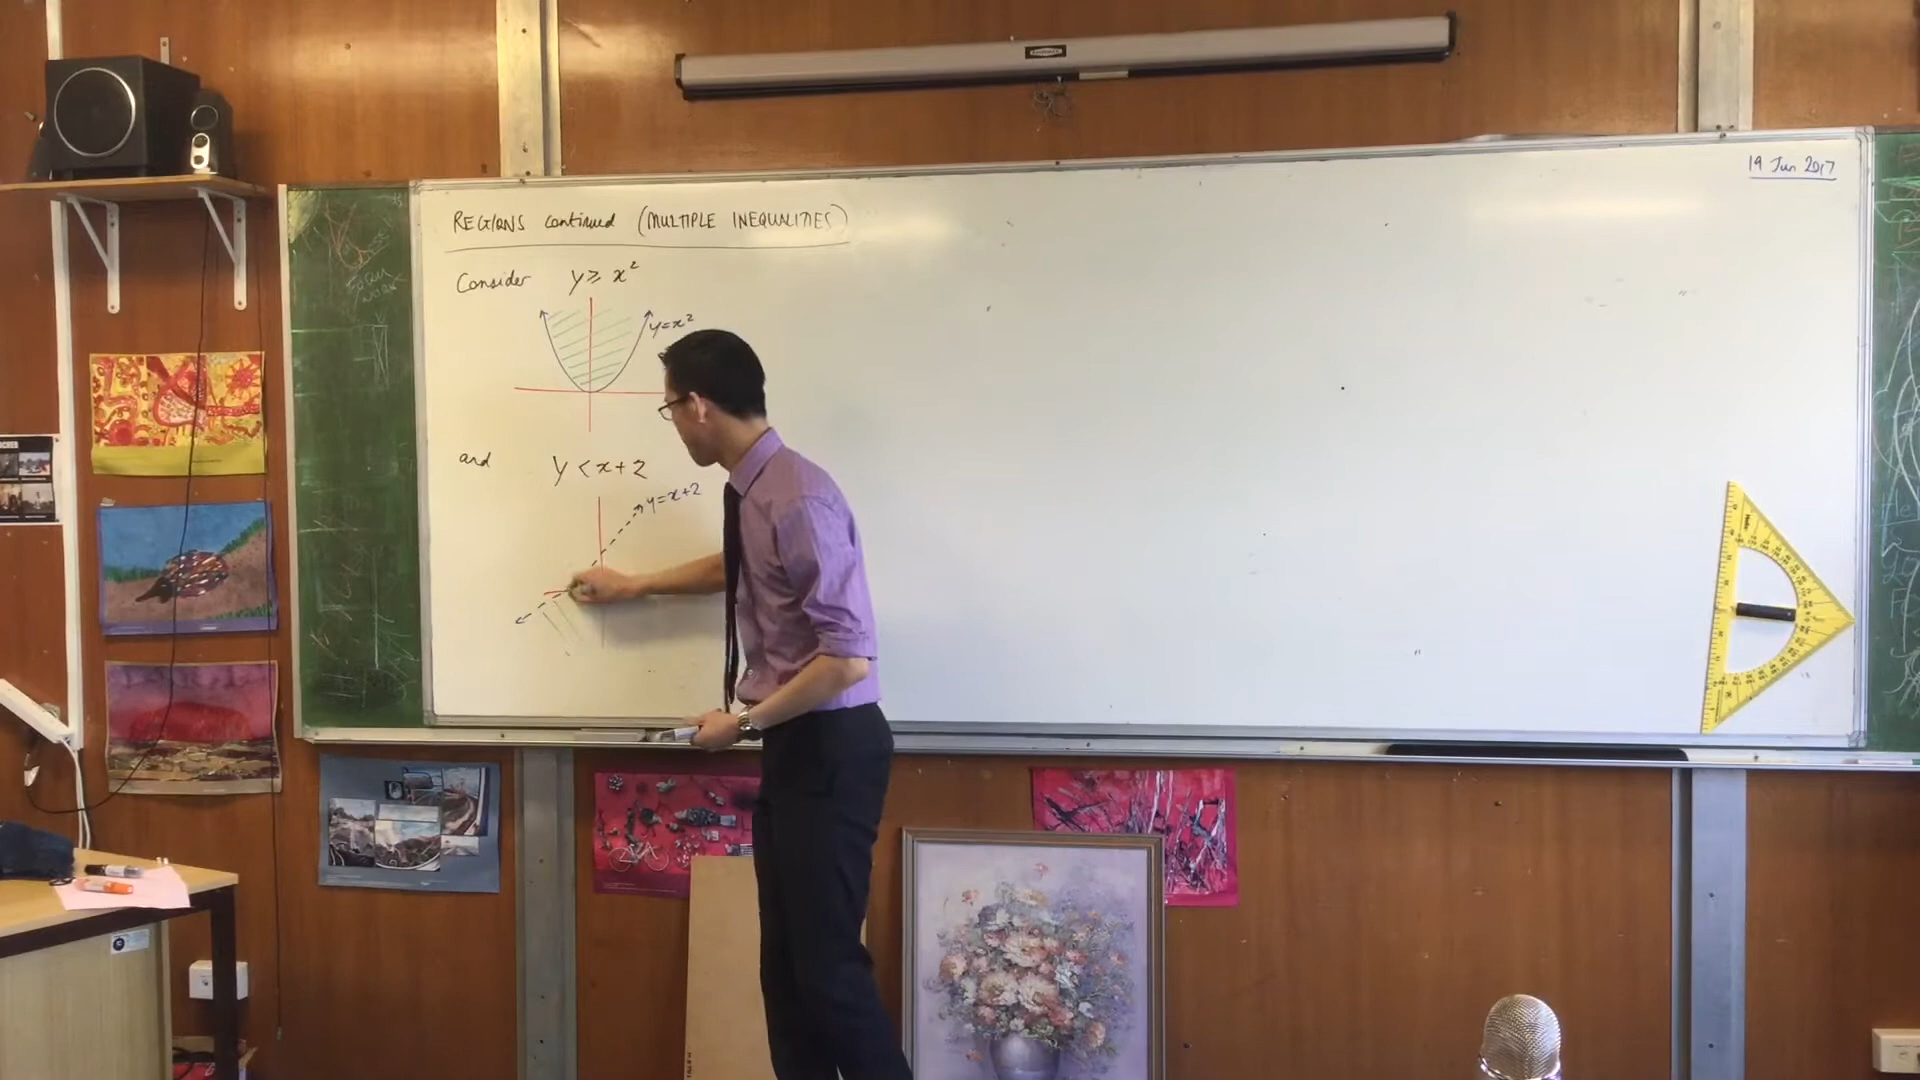 19 Jun 2017
REGIONS continued (MULTIPLE INEQUALITIES)
Consider y ≥ x²
y=x²
and y < x+2
y=x+2